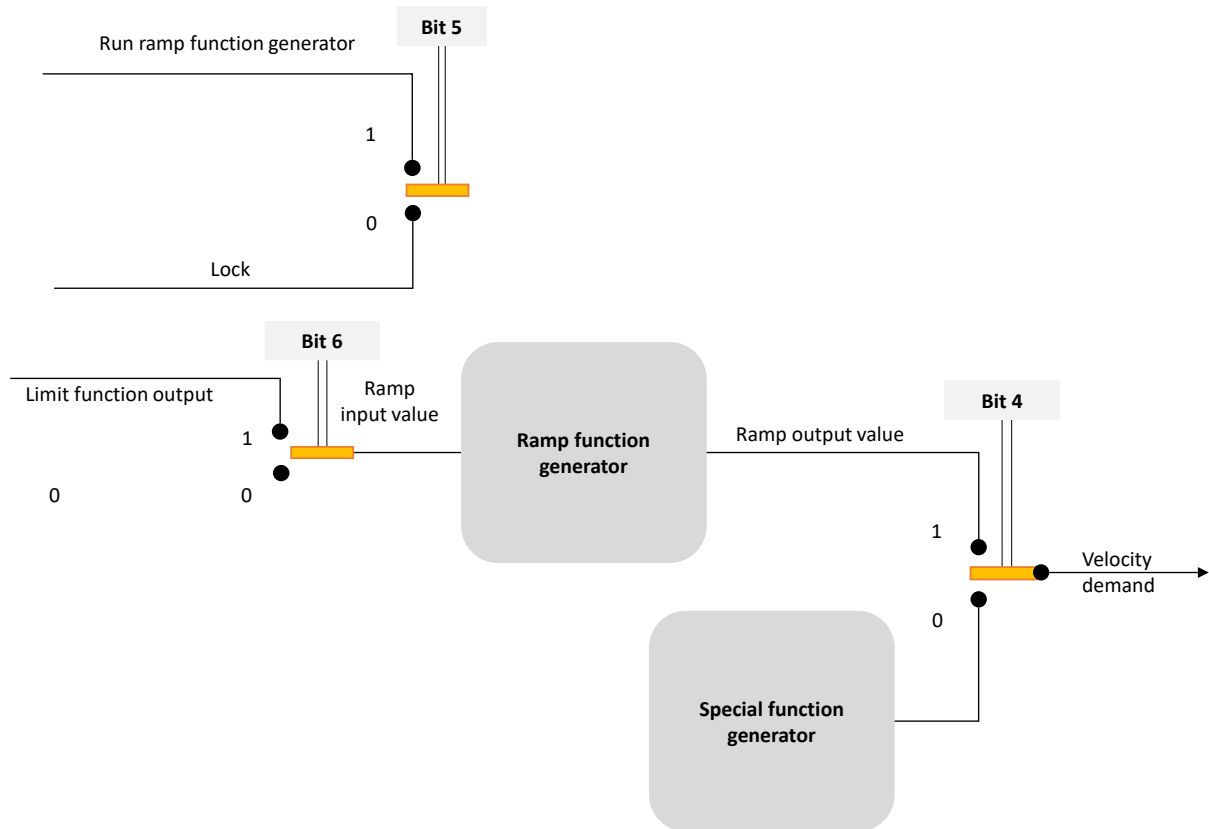 Bit 5
Run ramp function generator
1
0
Lock
Bit 6
Limit function output
Ramp
input value
1
0
0
Ramp function
generator
Ramp output value
Bit 4
1
0
Velocity
demand
Special function
generator